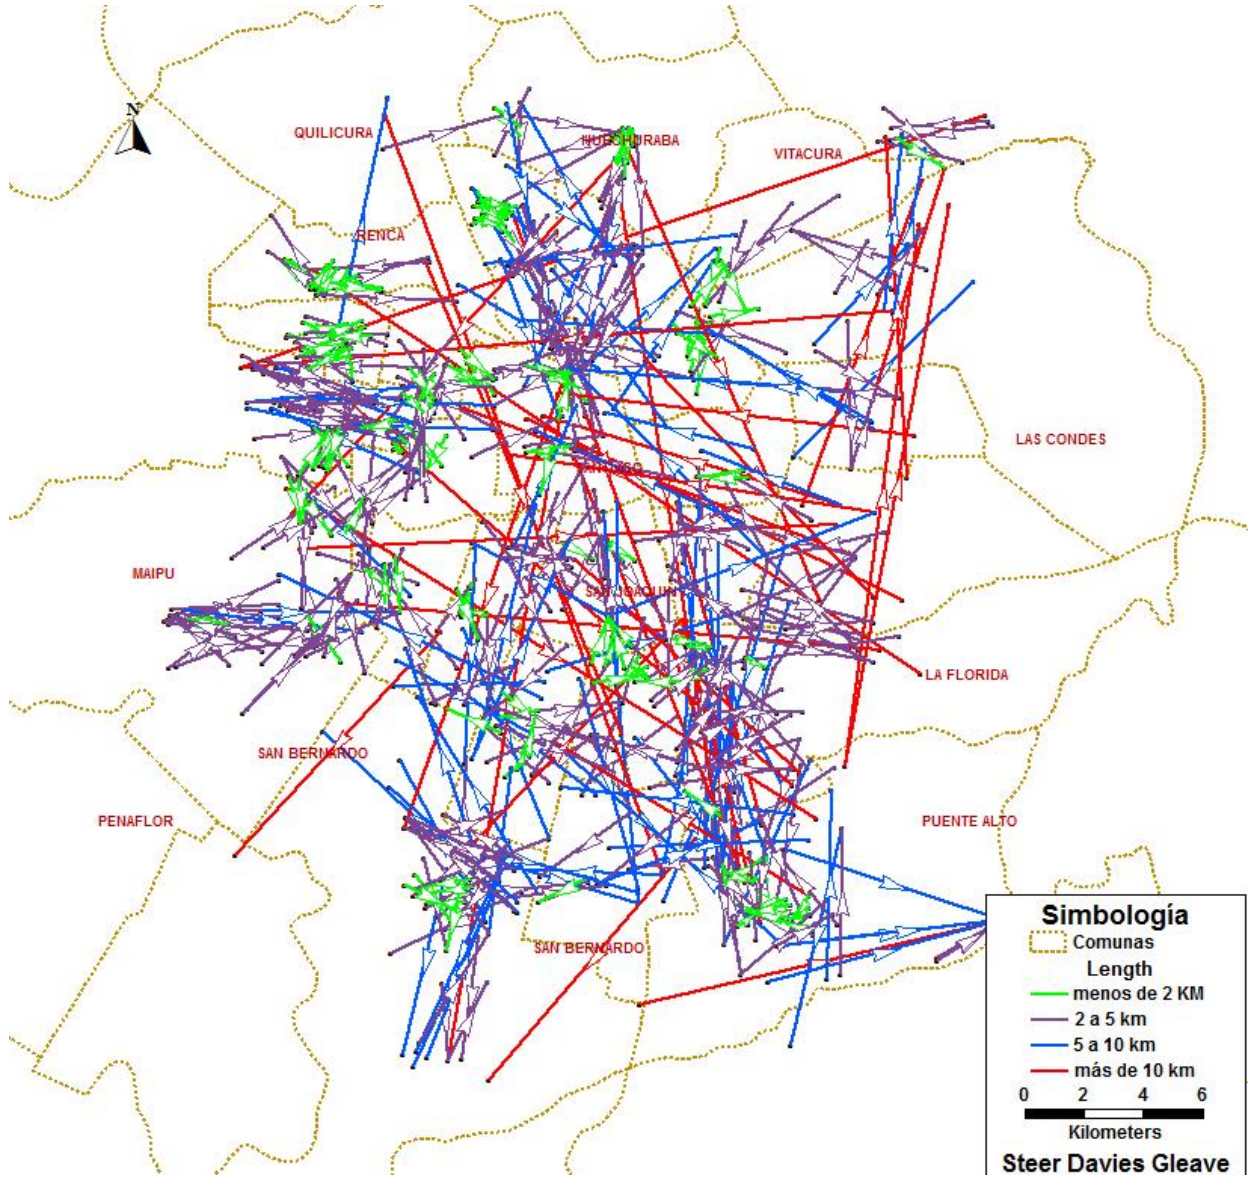 N
QUILICURA
HUECHURABA
VITACURA
RENCA
LAS CONDES
SANTIAGO
MAIPU
SAN JOAQUIN
LA FLORIDA
SAN BERNARDO
PENAFLOR
PUENTE ALTO
SAN BERNARDO
Simbología
Comunas
Length
menos de 2 KM
2 a 5 km
5 a 10 km
más de 10 km
0 2 4 6
Kilometers
Steer Davies Gleave